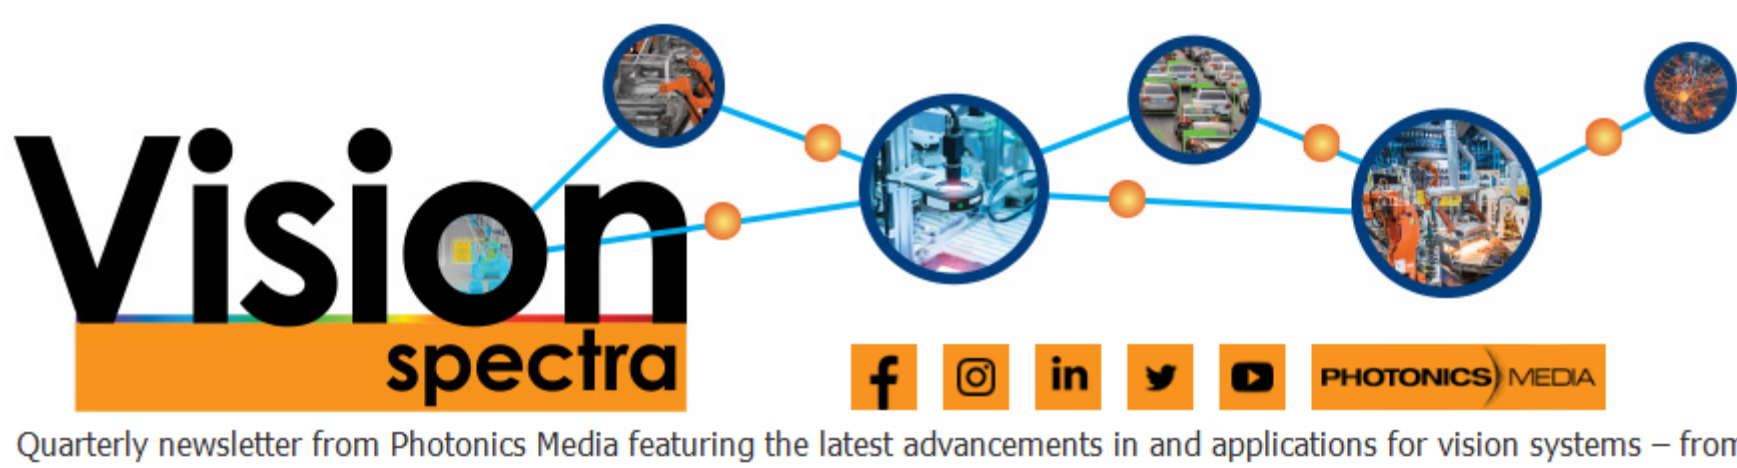 Vision
spectra
PHOTONICS MEDIA
Quarterly newsletter from Photonics Media featuring the latest advancements in and applications for vision systems – from